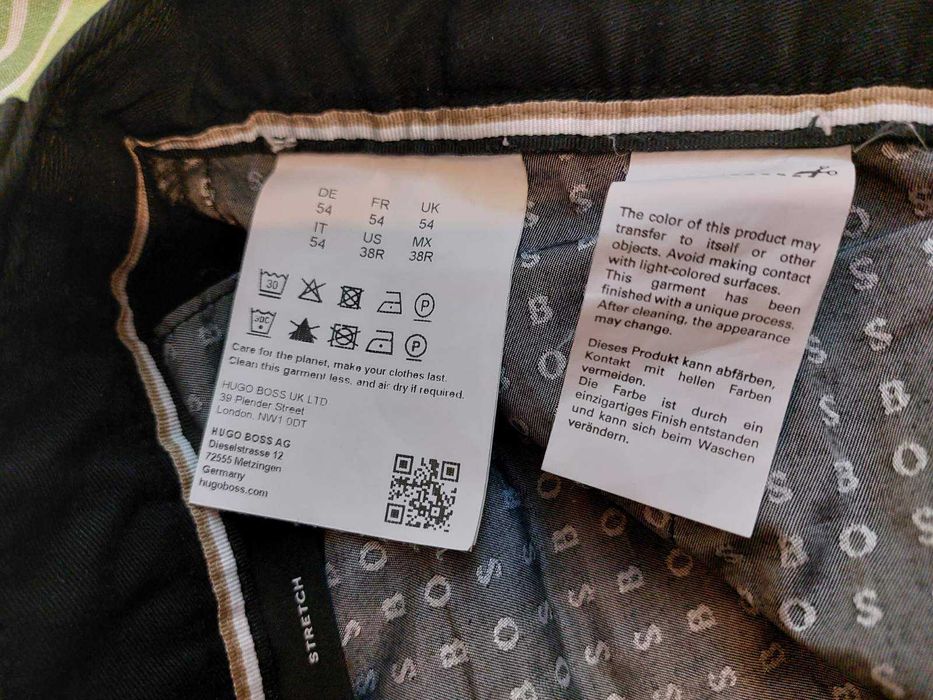 DE FR UK
54 54 54
IT US MX
54 38R 38R
30 P
30C P
Care for the planet, make your clothes last.
Clean this garment less, and air dry if required.
HUGO BOSS UK LTD
39 Plender Street
London, NW1 0DT
HUGO BOSS AG
Dieselstrasse 12
72555 Metzingen
Germany
hugoboss.com
The color of this product may
transfer to itself or other
objects. Avoid making contact
with light-colored surfaces.
This garment has been
finished with a unique process.
After cleaning, the appearance
may change.
Dieses Produkt kann abfärben,
Kontakt mit hellen Farben
vermeiden.
Die Farbe ist durch ein
einzigartiges Finish entstanden
und kann sich beim Waschen
verändern.
STRETCH
BOSS